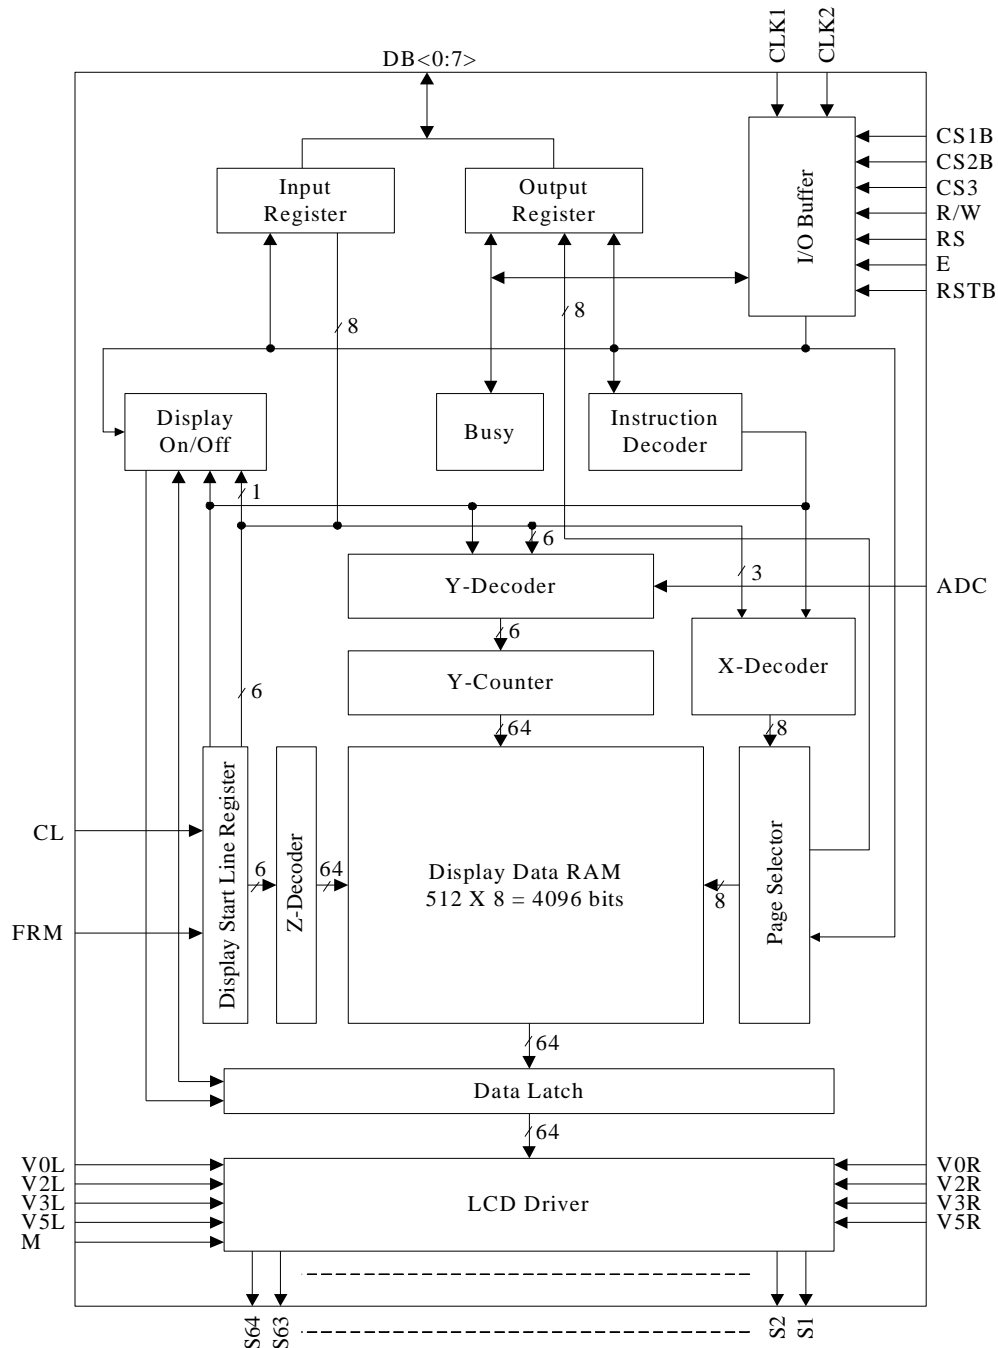 CLK1
CLK2
DB<0:7>
CS1B
CS2B
CS3
R/W
RS
E
RSTB
Input
Register
Output
Register
I/O Buffer
8
8
Display
On/Off
Busy
Instruction
Decoder
1
6
3
Y-Decoder
ADC
6
X-Decoder
6
Y-Counter
64
8
Display Start Line Register
Z-Decoder
Display Data RAM
512 X 8 = 4096 bits
Page Selector
CL
6
64
8
FRM
64
Data Latch
64
V0L
V2L
V3L
V5L
M
LCD Driver
V0R
V2R
V3R
V5R
S64
S63
S2
S1